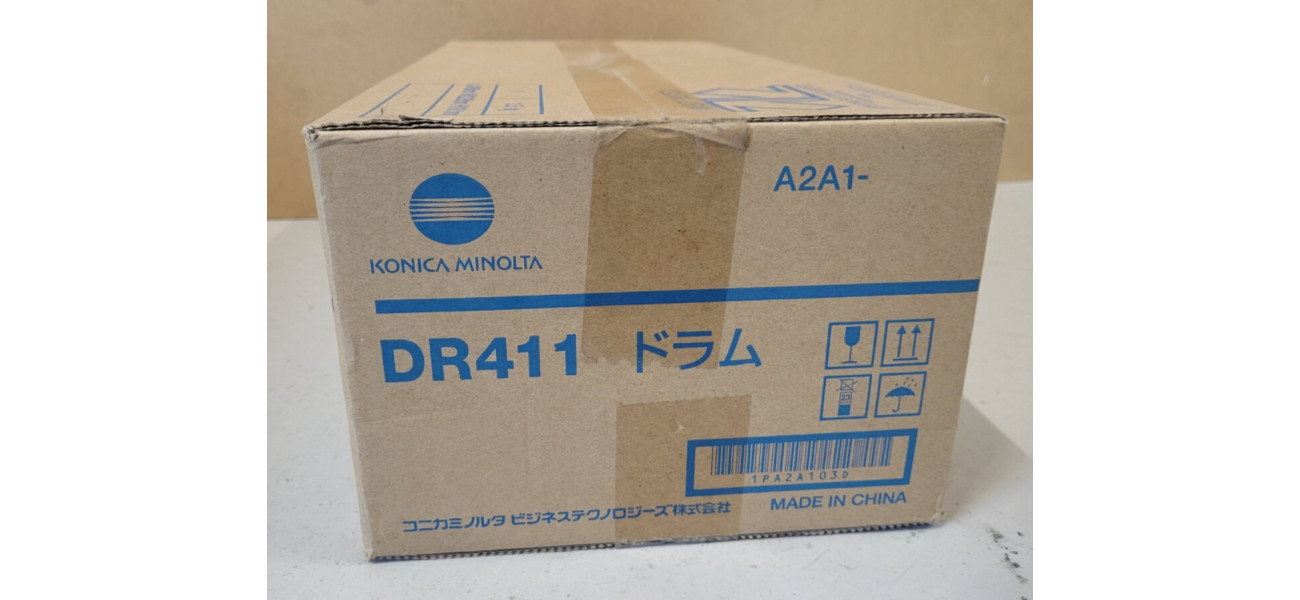 KONICA MINOLTA
A2A1-
DR411 ドラム
23
1PA2A1030
コニカミノルタ ビジネステクノロジーズ株式会社
MADE IN CHINA